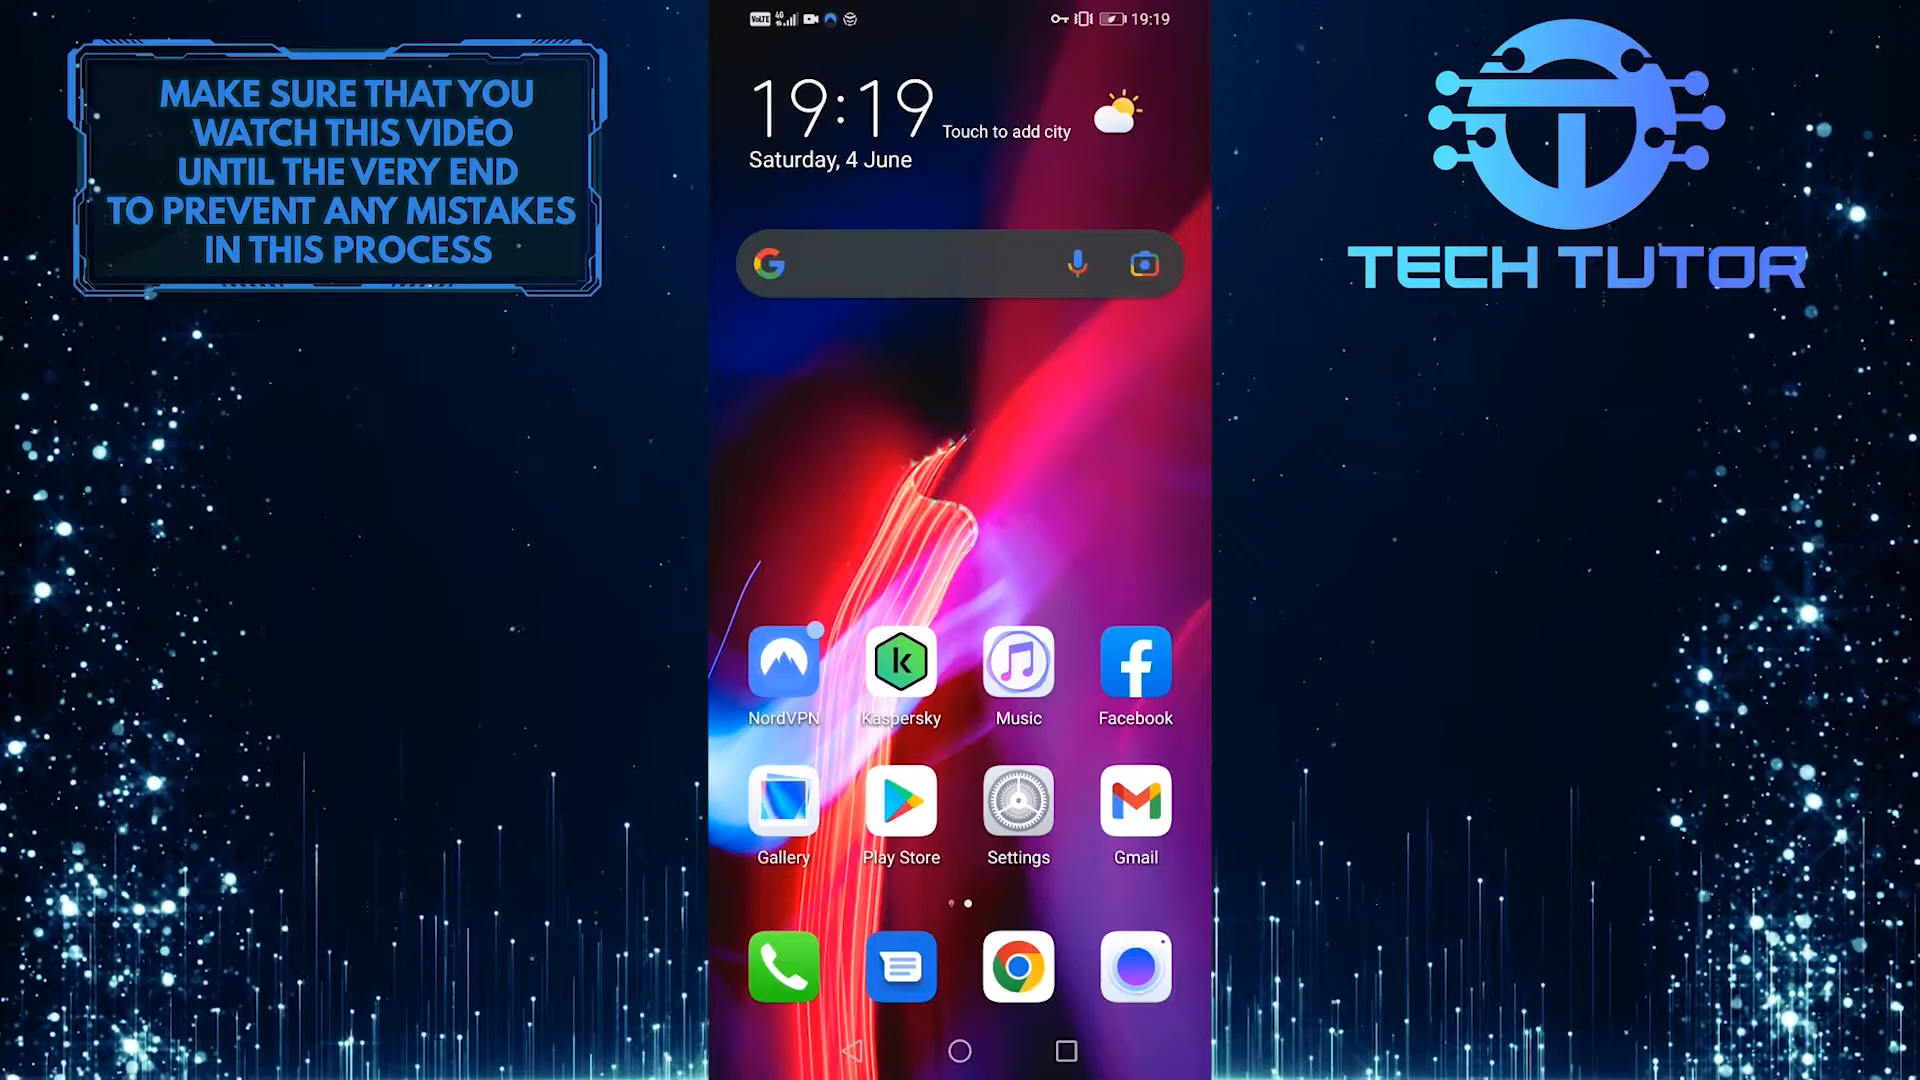 MAKE SURE THAT YOU
WATCH THIS VIDEO
UNTIL THE VERY END
TO PREVENT ANY MISTAKES
IN THIS PROCESS
VoLTE 4G 19:19
19:19 Touch to add city
Saturday, 4 June
TECH TUTOR
NordVPN Kaspersky Music Facebook
Gallery Play Store Settings Gmail